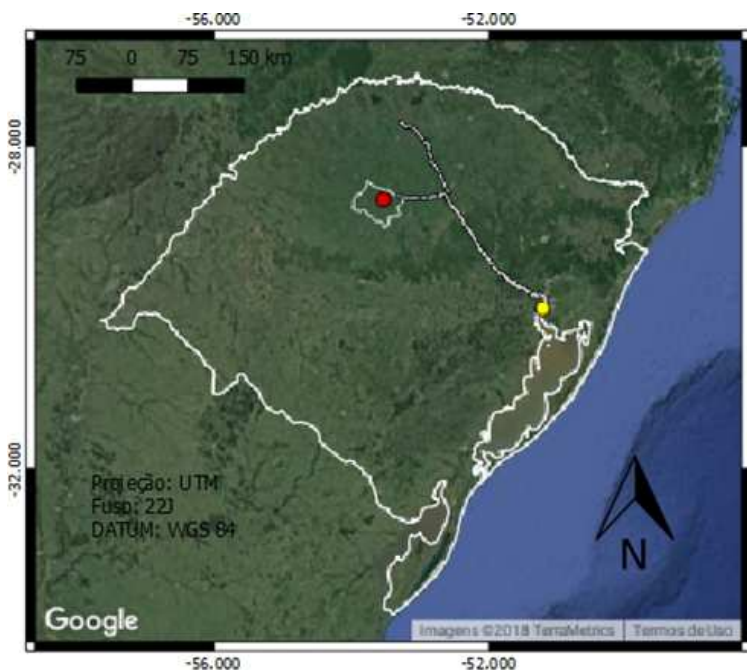 -56.000 -52.000
75 0 75 150 km
-28.000
-32.000
Projeção: UTM
Fuso: 22J
DATUM: WGS 84
N
Google
Imagens ©2018 TerraMetrics Termos de Uso
-56.000 -52.000